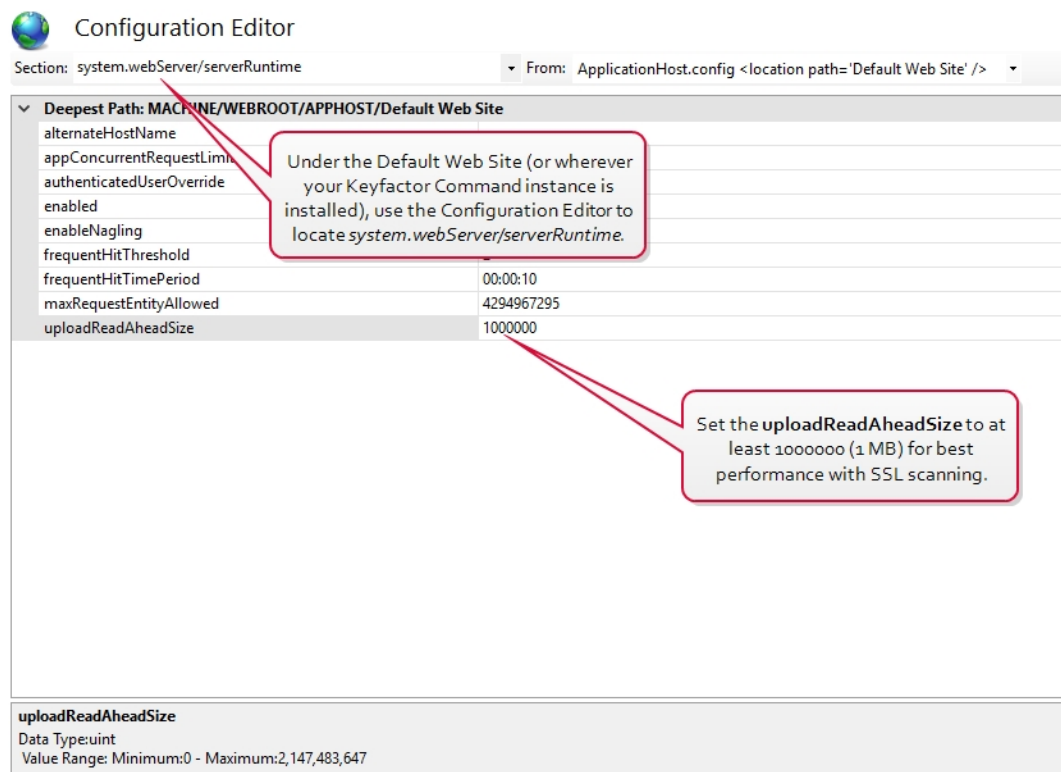 Configuration Editor
Section: system.webServer/serverRuntime From: ApplicationHost.config <location path='Default Web Site' />
Deepest Path: MACHINE/WEBROOT/APPHOST/Default Web Site
alternateHostName
appConcurrentRequestLimi
authenticatedUserOverride
enabled
enableNagling
frequentHitThreshold
frequentHitTimePeriod 00:00:10
maxRequestEntityAllowed 4294967295
uploadReadAheadSize 1000000
Under the Default Web Site (or wherever
your Keyfactor Command instance is
installed), use the Configuration Editor to
locate system.webServer/serverRuntime.
Set the uploadReadAheadSize to at
least 1000000 (1 MB) for best
performance with SSL scanning.
uploadReadAheadSize
Data Type:uint
Value Range: Minimum:0 - Maximum:2,147,483,647